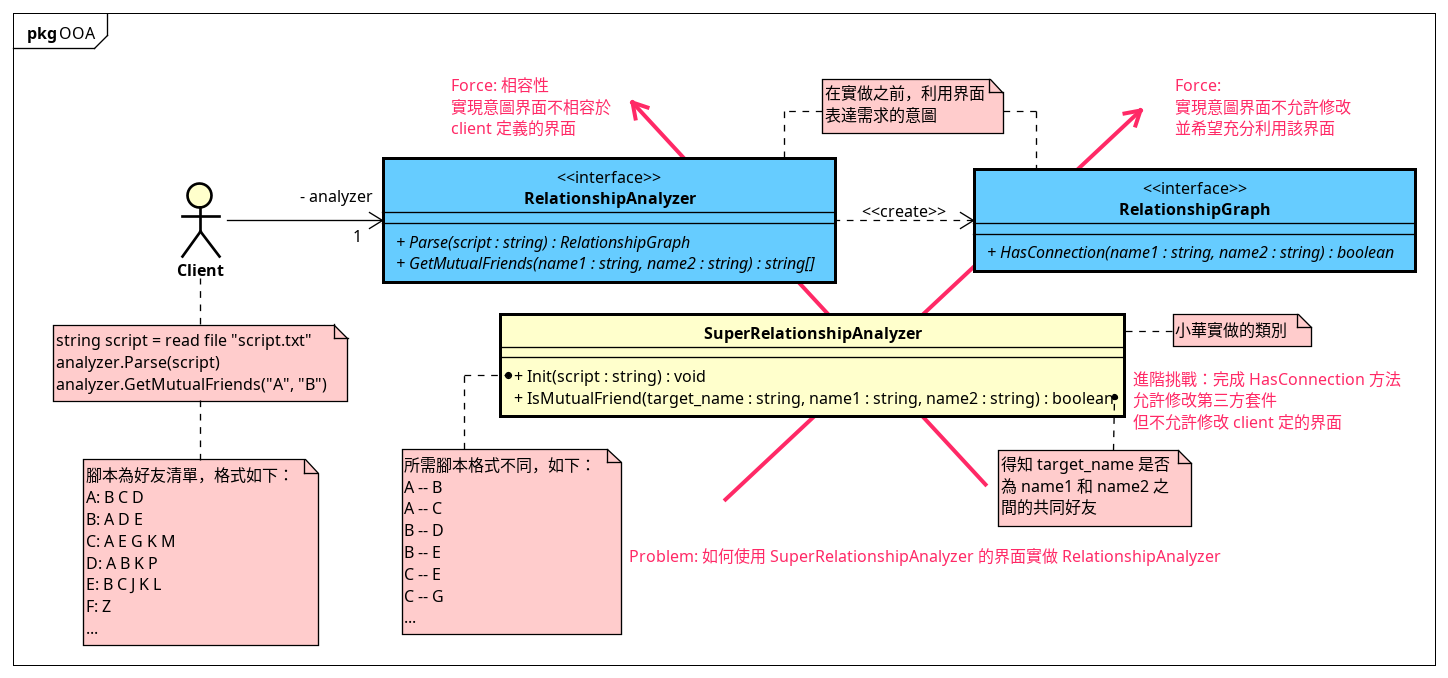 pkg OOA
Force: 相容性
實現意圖界面不相容於
client 定義的界面
在實做之前，利用界面
表達需求的意圖
Force:
實現意圖界面不允許修改
並希望充分利用該界面
Client
- analyzer
1
<<interface>>
RelationshipAnalyzer
+ Parse(script : string) : RelationshipGraph
+ GetMutualFriends(name1 : string, name2 : string) : string[]
<<create>>
<<interface>>
RelationshipGraph
+ HasConnection(name1 : string, name2 : string) : boolean
string script = read file "script.txt"
analyzer.Parse(script)
analyzer.GetMutualFriends("A", "B")
SuperRelationshipAnalyzer
+ Init(script : string) : void
+ IsMutualFriend(target_name : string, name1 : string, name2 : string) : boolean
小華實做的類別
進階挑戰：完成 HasConnection 方法
允許修改第三方套件
但不允許修改 client 定的界面
腳本為好友清單，格式如下：
A: B C D
B: A D E
C: A E G K M
D: A B K P
E: B C J K L
F: Z
...
所需腳本格式不同，如下：
A -- B
A -- C
B -- D
B -- E
C -- E
C -- G
...
得知 target_name 是否
為 name1 和 name2 之
間的共同好友
Problem: 如何使用 SuperRelationshipAnalyzer 的界面實做 RelationshipAnalyzer